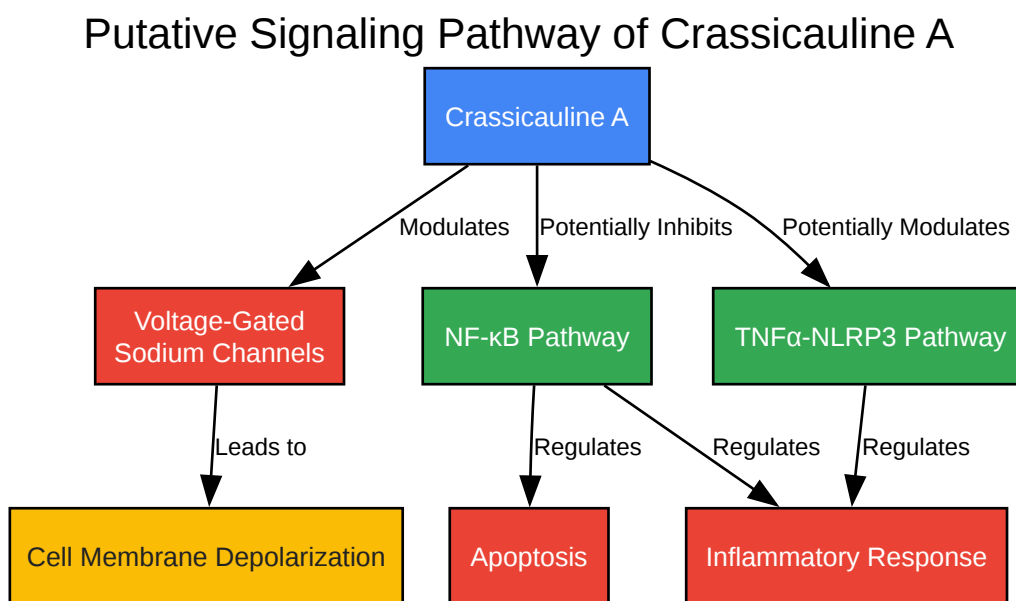 Putative Signaling Pathway of Crassicauline A
Crassicauline A
Modulates
Potentially Inhibits
Potentially Modulates
Voltage-Gated
Sodium Channels
NF-κB Pathway
TNFα-NLRP3 Pathway
Leads to
Regulates
Regulates
Regulates
Cell Membrane Depolarization
Apoptosis
Inflammatory Response